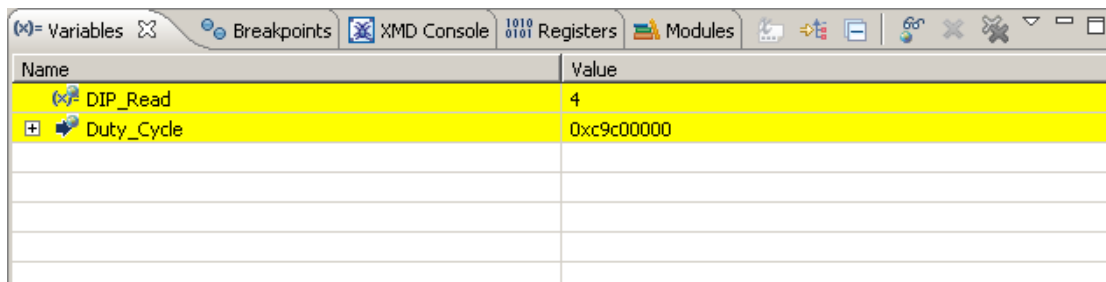 (x)= Variables Breakpoints XMD Console 1010 0101 Registers Modules
Name Value
(x)= DIP_Read 4
Duty_Cycle 0xc9c00000